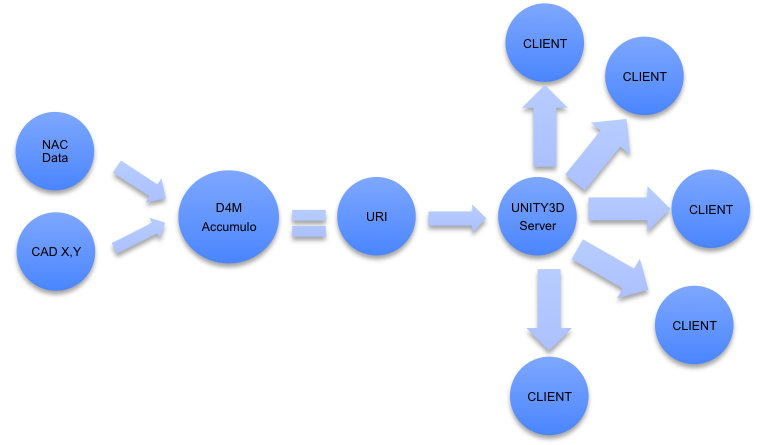 NAC
Data
CAD X,Y
D4M
Accumulo
URI
UNITY3D
Server
CLIENT
CLIENT
CLIENT
CLIENT
CLIENT